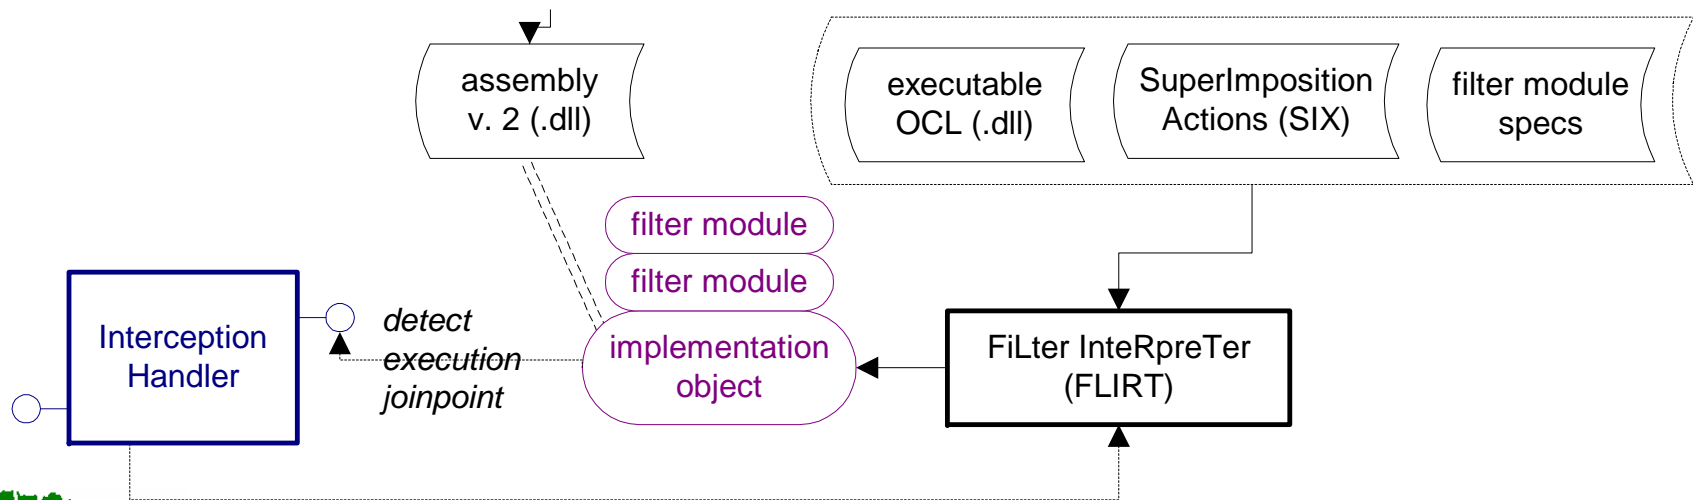 assembly
v. 2 (.dll)
executable
OCL (.dll)
SuperImposition
Actions (SIX)
filter module
specs
filter module
filter module
Interception
Handler
detect
execution
joinpoint
implementation
object
FiLter InteRpreTer
(FLIRT)